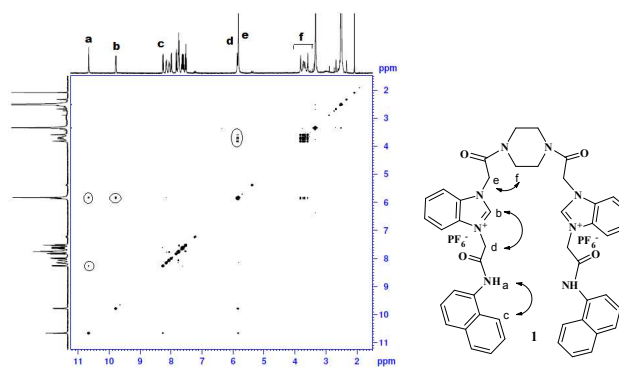 a b c d e f
ppm
2
3
4
5
6
7
8
9
10
11
11 10 9 8 7 6 5 4 3 2 ppm
N N
O O
e f
N N
b
N+ N+
PF6- PF6-
d
O O
NH a NH
c
1